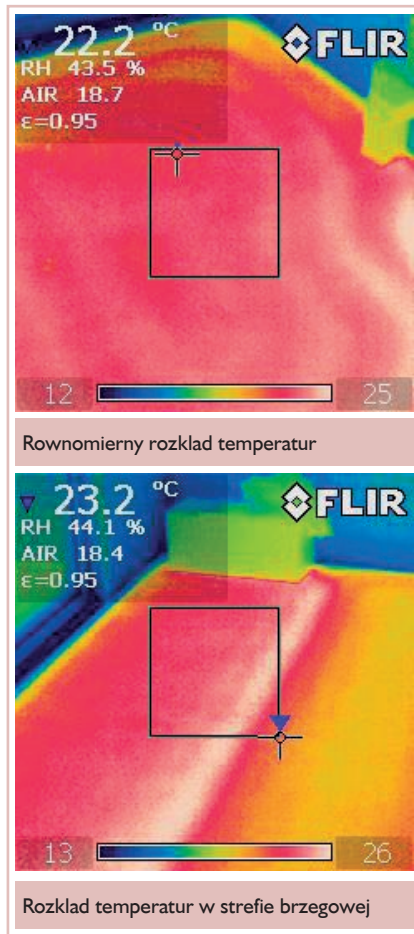 22.2 °C
FLIR
RH 43.5 %
AIR 18.7
ε=0.95
12 25
Rownomierny rozklad temperatur
23.2 °C
FLIR
RH 44.1 %
AIR 18.4
ε=0.95
13 26
Rozklad temperatur w strefie brzegowej